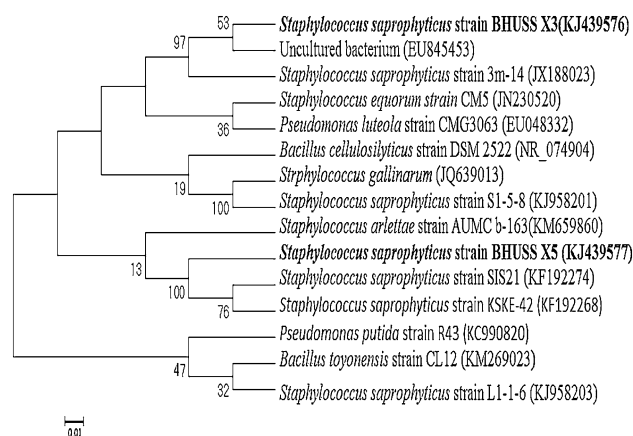 53
Staphylococcus saprophyticus strain BHUSS X3(KJ439576)
97
Uncultured bacterium (EU845453)
Staphylococcus saprophyticus strain 3m-14 (JX188023)
Staphylococcus equorum strain CM5 (JN230520)
36
Pseudomonas luteola strain CMG3063 (EU048332)
Bacillus cellulosilyticus strain DSM 2522 (NR_074904)
19
Strphylococcus gallinarum (JQ639013)
100
Staphylococcus saprophyticus strain S1-5-8 (KJ958201)
Staphylococcus arlettae strain AUMC b-163(KM659860)
13
Staphylococcus saprophyticus strain BHUSS X5 (KJ439577)
100
Staphylococcus saprophyticus strain SIS21 (KF192274)
76
Staphylococcus saprophyticus strain KSKE-42 (KF192268)
Pseudomonas putida strain R43 (KC990820)
47
Bacillus toyonensis strain CL12 (KM269023)
32
Staphylococcus saprophyticus strain L1-1-6 (KJ958203)
0.01